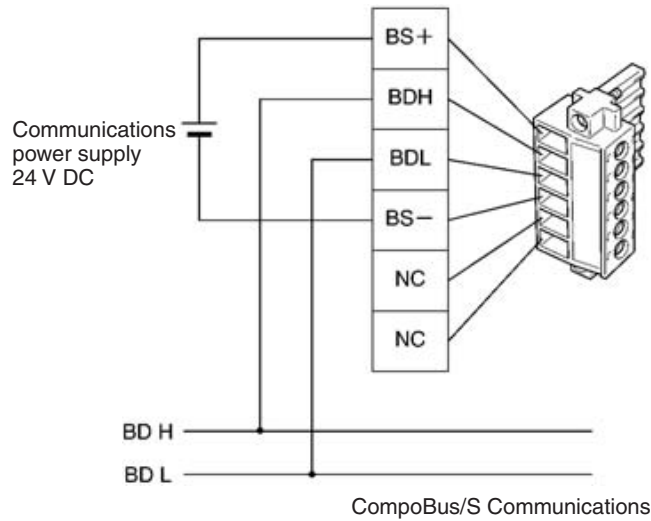 BS+
BDH
Communications
power supply
24 V DC
BDL
BS−
NC
NC
BD H
BD L
CompoBus/S Communications